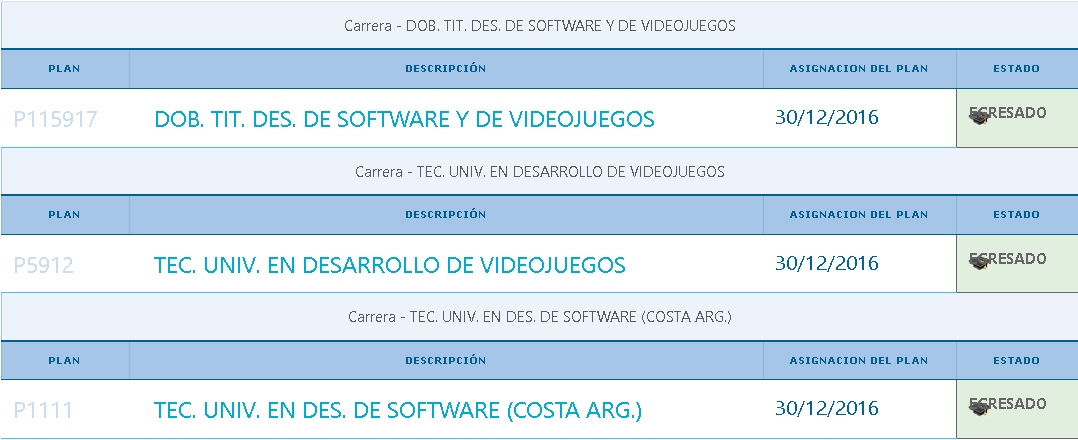 Carrera - DOB. TIT. DES. DE SOFTWARE Y DE VIDEOJUEGOS
PLAN DESCRIPCIÓN ASIGNACION DEL PLAN ESTADO
P115917 DOB. TIT. DES. DE SOFTWARE Y DE VIDEOJUEGOS 30/12/2016 EGRESADO
Carrera - TEC. UNIV. EN DESARROLLO DE VIDEOJUEGOS
PLAN DESCRIPCIÓN ASIGNACION DEL PLAN ESTADO
P5912 TEC. UNIV. EN DESARROLLO DE VIDEOJUEGOS 30/12/2016 EGRESADO
Carrera - TEC. UNIV. EN DES. DE SOFTWARE (COSTA ARG.)
PLAN DESCRIPCIÓN ASIGNACION DEL PLAN ESTADO
P1111 TEC. UNIV. EN DES. DE SOFTWARE (COSTA ARG.) 30/12/2016 EGRESADO